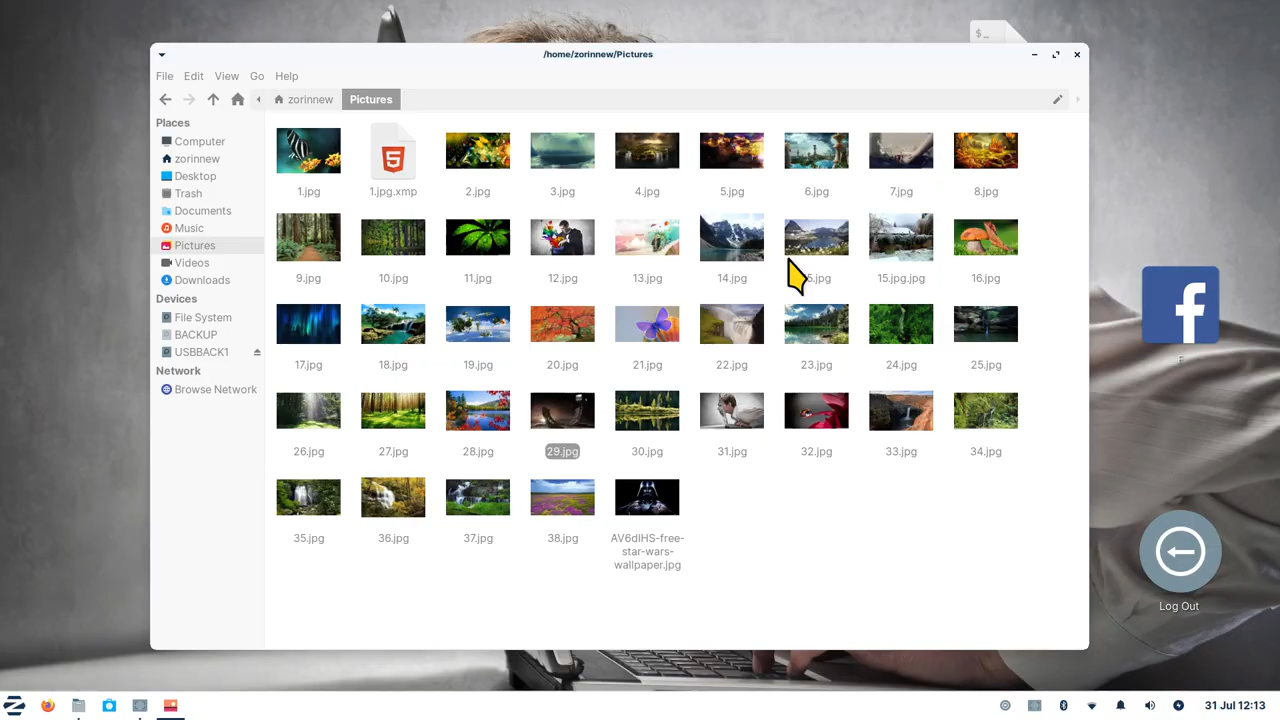 $_
/home/zorinnew/Pictures
File Edit View Go Help
zorinnew Pictures
Places
Computer
zorinnew
Desktop
Trash
Documents
Music
Pictures
Videos
Downloads
Devices
File System
BACKUP
USBBACK1
Network
Browse Network
1.jpg 1.jpg.xmp 2.jpg 3.jpg 4.jpg 5.jpg 6.jpg 7.jpg 8.jpg
9.jpg 10.jpg 11.jpg 12.jpg 13.jpg 14.jpg 15.jpg.jpg 16.jpg
17.jpg 18.jpg 19.jpg 20.jpg 21.jpg 22.jpg 23.jpg 24.jpg 25.jpg
26.jpg 27.jpg 28.jpg 29.jpg 30.jpg 31.jpg 32.jpg 33.jpg 34.jpg
35.jpg 36.jpg 37.jpg 38.jpg AV6dlHS-free-
star-wars-
wallpaper.jpg
F
Log Out
31 Jul 12:13